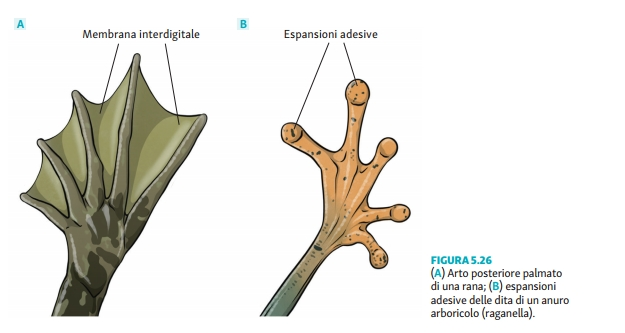 A
Membrana interdigitale
B
Espansioni adesive
FIGURA 5.26
(A) Arto posteriore palmato
di una rana; (B) espansioni
adesive delle dita di un anuro
arboricolo (raganella).